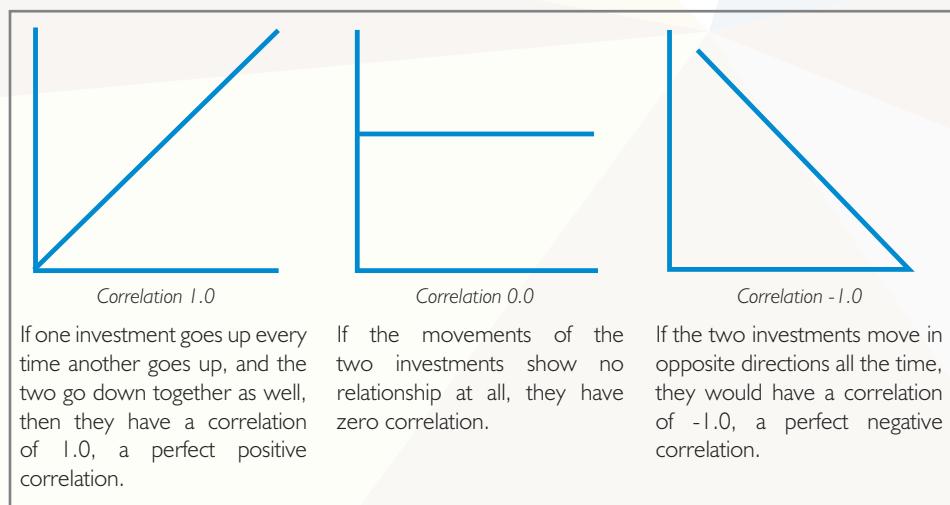 Correlation 1.0
If one investment goes up every
time another goes up, and the
two go down together as well,
then they have a correlation
of 1.0, a perfect positive
correlation.
Correlation 0.0
If the movements of the
two investments show no
relationship at all, they have
zero correlation.
Correlation -1.0
If the two investments move in
opposite directions all the time,
they would have a correlation
of -1.0, a perfect negative
correlation.